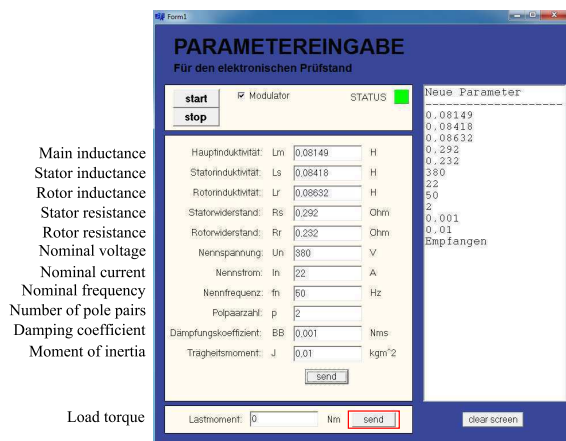 Form1
PARAMETEREINGABE
Für den elektronischen Prüfstand
start
stop
Modulator
STATUS
Main inductance Hauptinduktivität: Lm 0,08149 H
Stator inductance Statorinduktivität: Ls 0,08418 H
Rotor inductance Rotorinduktivität: Lr 0,08632 H
Stator resistance Statorwiderstand: Rs 0,292 Ohm
Rotor resistance Rotorwiderstand: Rr 0,232 Ohm
Nominal voltage Nennspannung: Un 380 V
Nominal current Nennstrom: In 22 A
Nominal frequency Nennfrequenz: fn 50 Hz
Number of pole pairs Polpaarzahl: p 2
Damping coefficient Dämpfungskoeffizient: BB 0,001 Nms
Moment of inertia Trägheitsmoment: J 0,01 kgm^2
send
Load torque Lastmoment: 0 Nm send
Neue Parameter
--------------------
0,08149
0,08418
0,08632
0,292
0,232
380
22
50
2
0,001
0,01
Empfangen
clear screen